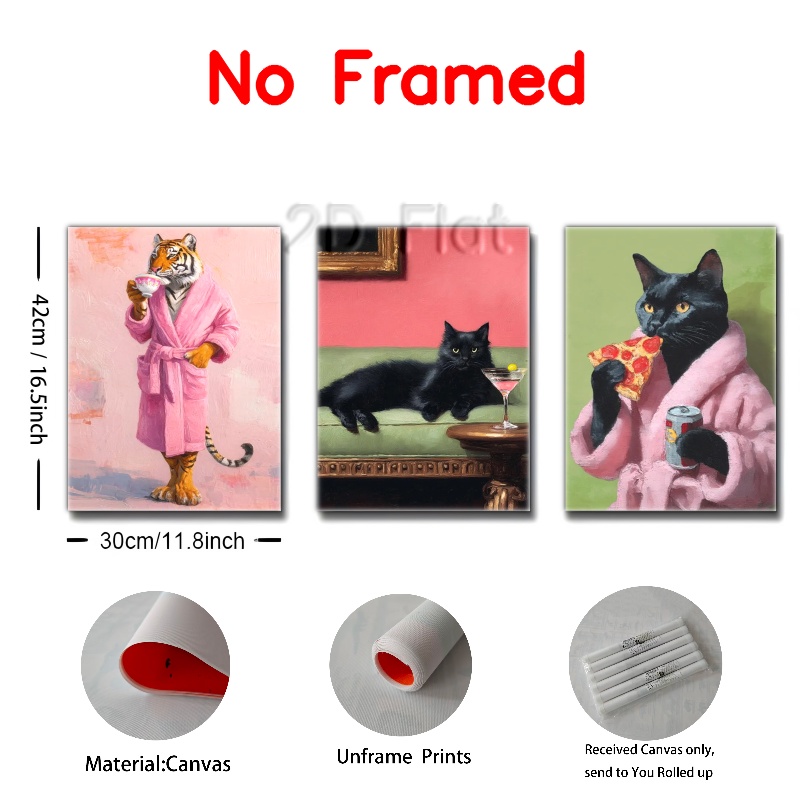 No Framed
2D Flat
42cm / 16.5inch
30cm/11.8inch
Material:Canvas
Unframe Prints
Received Canvas only,
send to You Rolled up